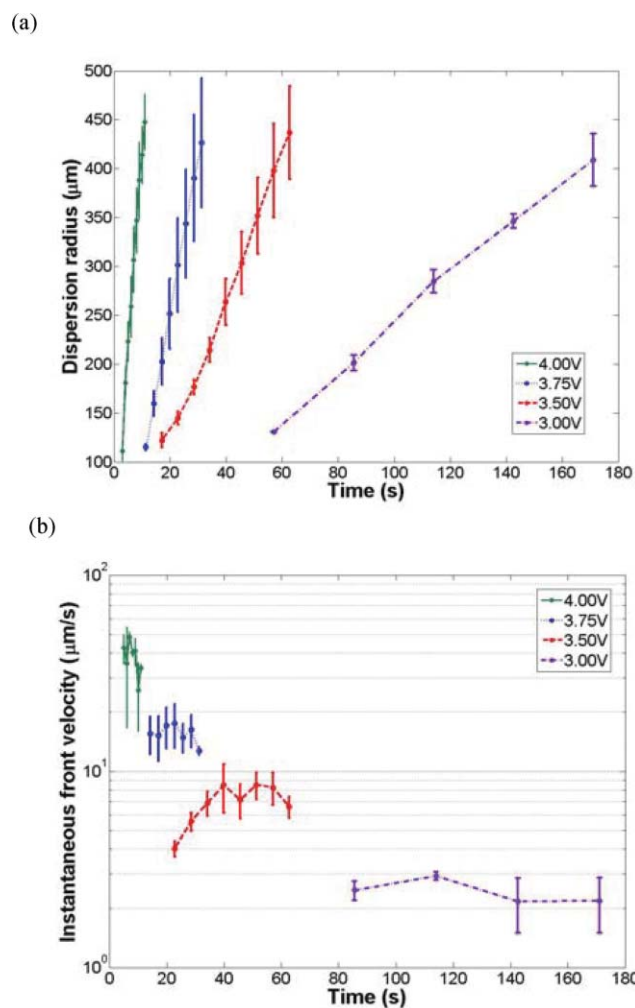 (a)
500
450
400
350
300
250
200
150
100
Dispersion radius (μm)
4.00V
3.75V
3.50V
3.00V
0 20 40 60 80 100 120 140 160 180
Time (s)
(b)
10²
10¹
10⁰
Instantaneous front velocity (μm/s)
4.00V
3.75V
3.50V
3.00V
0 20 40 60 80 100 120 140 160 180
Time (s)